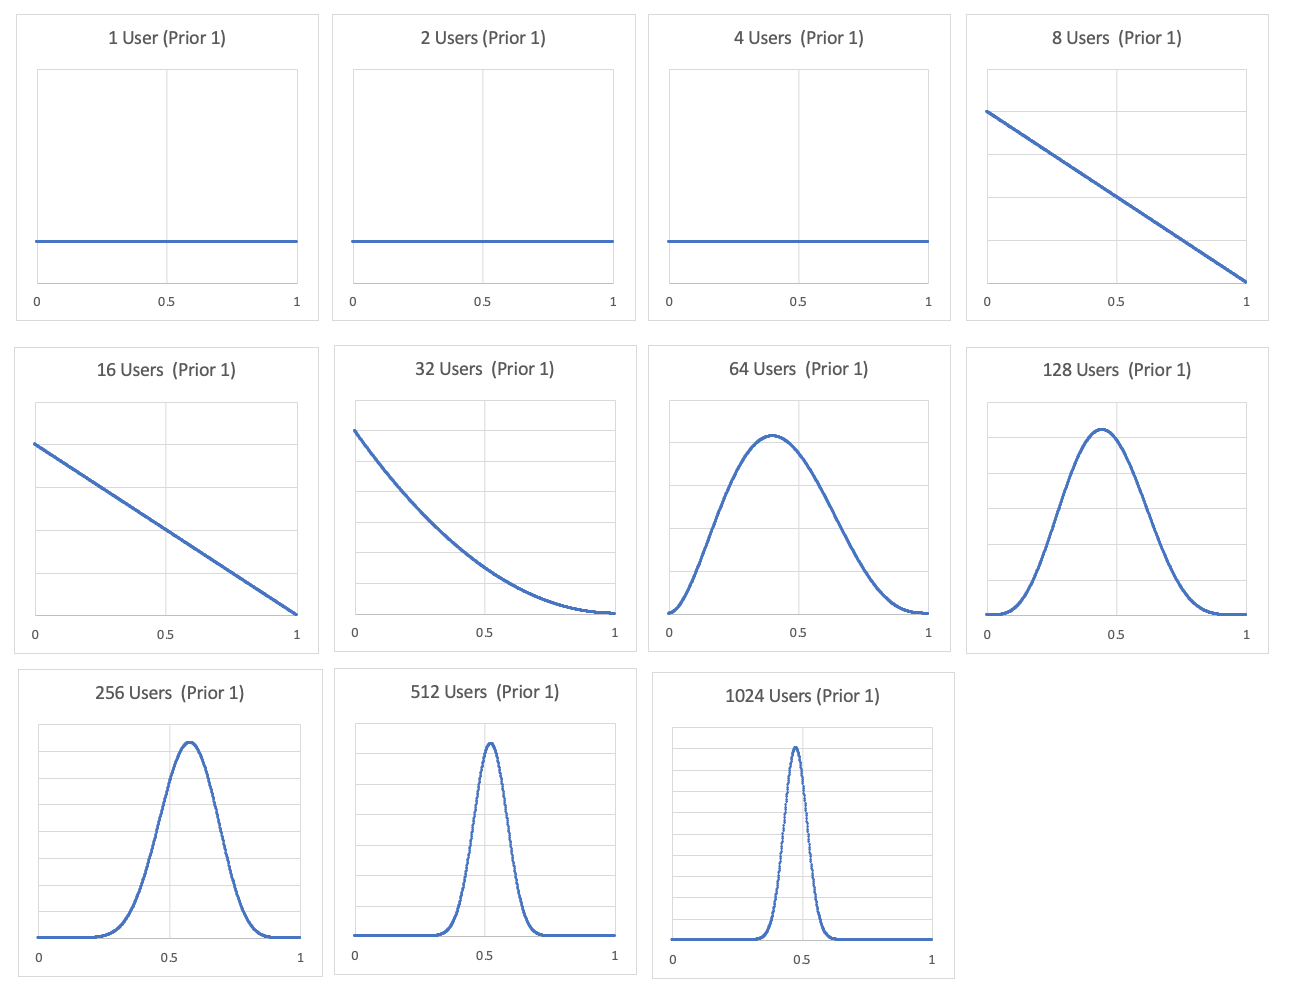 1 User (Prior 1)
0 0.5 1
2 Users (Prior 1)
0 0.5 1
4 Users (Prior 1)
0 0.5 1
8 Users (Prior 1)
0 0.5 1
16 Users (Prior 1)
0 0.5 1
32 Users (Prior 1)
0 0.5 1
64 Users (Prior 1)
0 0.5 1
128 Users (Prior 1)
0 0.5 1
256 Users (Prior 1)
0 0.5 1
512 Users (Prior 1)
0 0.5 1
1024 Users (Prior 1)
0 0.5 1